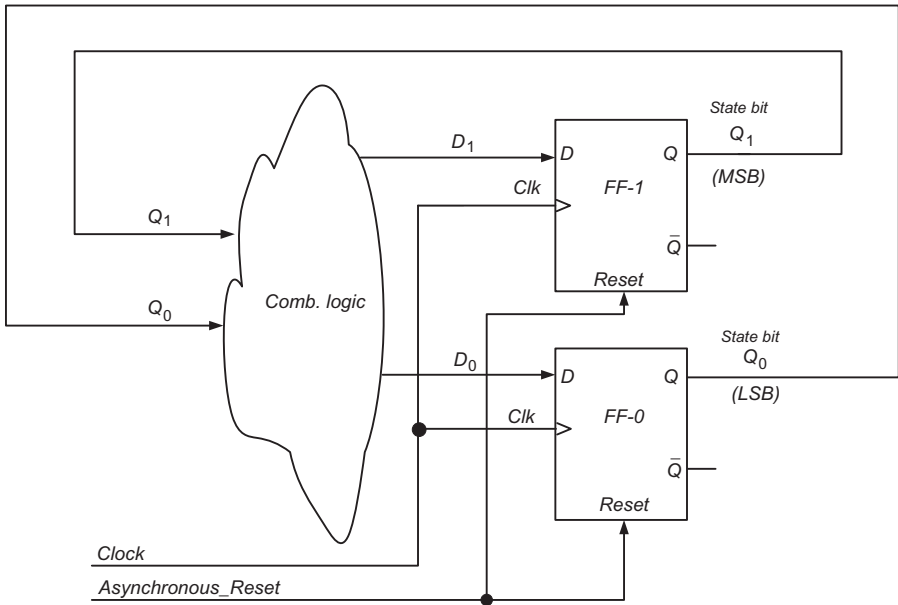 State bit
Q1
(MSB)
D1
D
Q
Clk
FF-1
Q1
Q̅
Reset
Comb. logic
Q0
State bit
Q0
(LSB)
D0
D
Q
Clk
FF-0
Q̅
Reset
Clock
Asynchronous_Reset